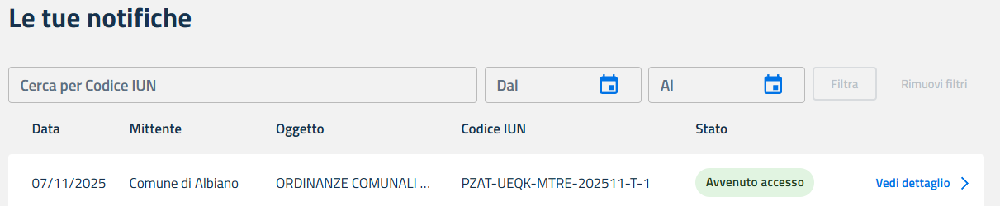 Le tue notifiche
Cerca per Codice IUN Dal Al Filtra Rimuovi filtri
Data Mittente Oggetto Codice IUN Stato
07/11/2025 Comune di Albiano ORDINANZE COMUNALI ... PZAT-UEQK-MTRE-202511-T-1 Avvenuto accesso Vedi dettaglio